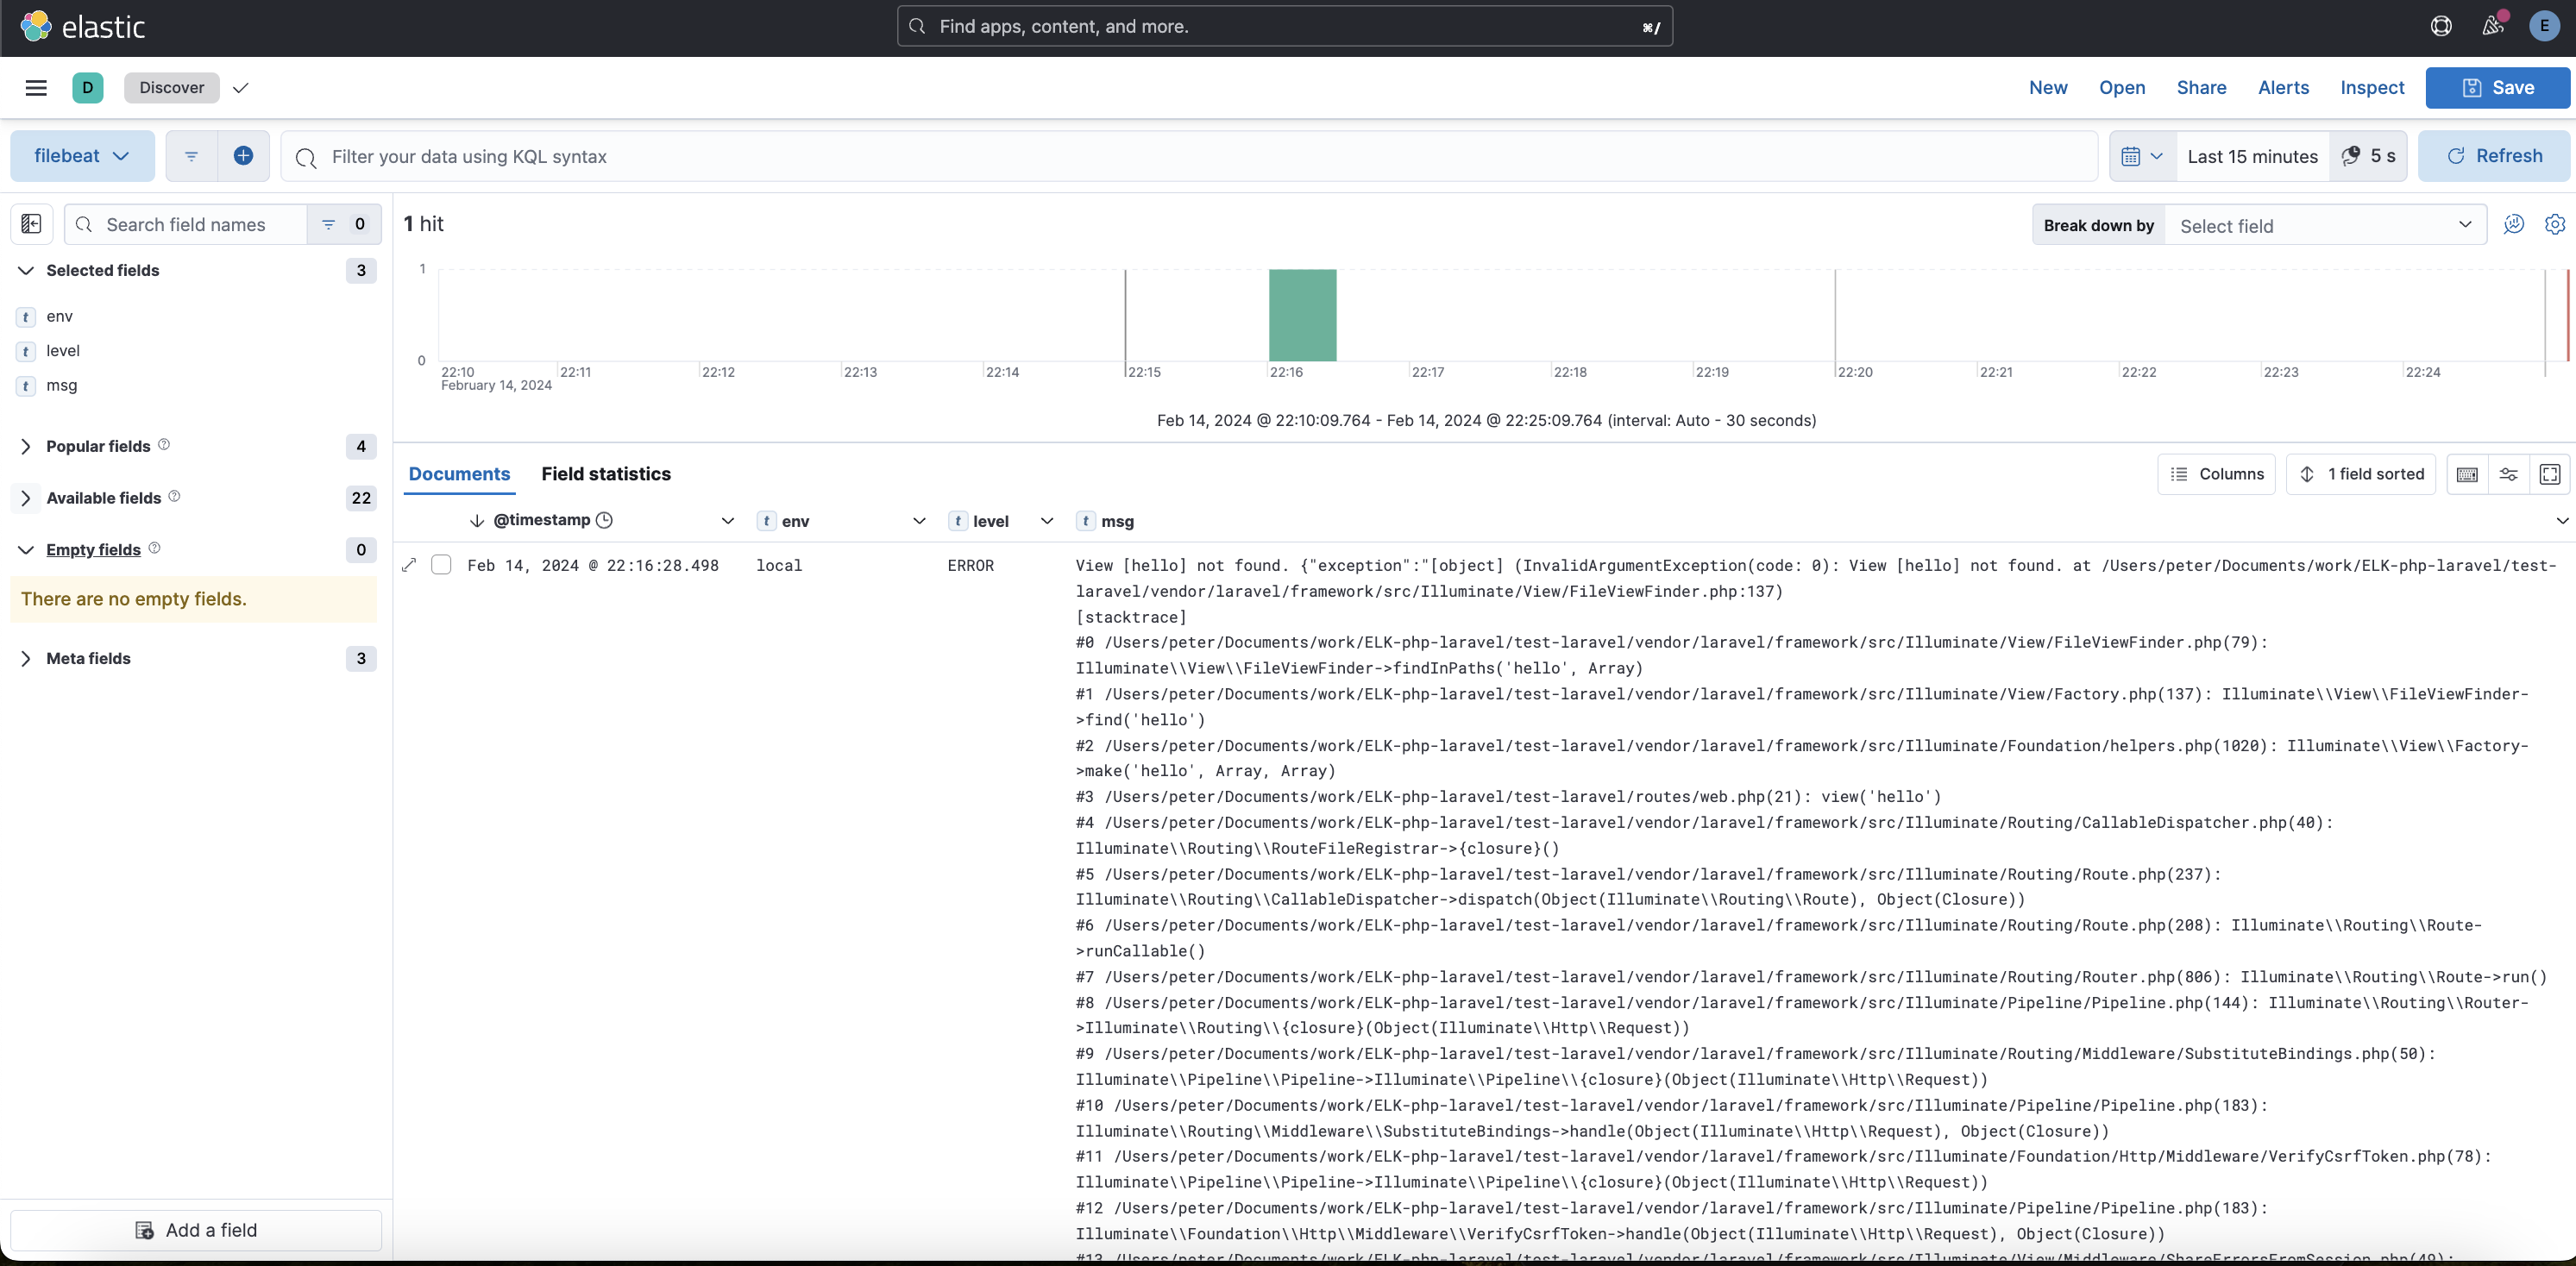 elastic
Find apps, content, and more.
⌘/
E
D
Discover
New
Open
Share
Alerts
Inspect
Save
filebeat
Filter your data using KQL syntax
Last 15 minutes
5 s
Refresh
Search field names
0
1 hit
Break down by
Select field
Selected fields
3
t env
t level
t msg
Popular fields
4
Available fields
22
Empty fields
0
There are no empty fields.
Meta fields
3
Add a field
1
0
22:10
22:11
22:12
22:13
22:14
22:15
22:16
22:17
22:18
22:19
22:20
22:21
22:22
22:23
22:24
February 14, 2024
Feb 14, 2024 @ 22:10:09.764 - Feb 14, 2024 @ 22:25:09.764 (interval: Auto - 30 seconds)
Documents
Field statistics
Columns
1 field sorted
@timestamp
t env
t level
t msg
Feb 14, 2024 @ 22:16:28.498
local
ERROR
View [hello] not found. {"exception":"[object] (InvalidArgumentException(code: 0): View [hello] not found. at /Users/peter/Documents/work/ELK-php-laravel/test-
laravel/vendor/laravel/framework/src/Illuminate/View/FileViewFinder.php:137)
[stacktrace]
#0 /Users/peter/Documents/work/ELK-php-laravel/test-laravel/vendor/laravel/framework/src/Illuminate/View/FileViewFinder.php(79):
Illuminate\\View\\FileViewFinder->findInPaths('hello', Array)
#1 /Users/peter/Documents/work/ELK-php-laravel/test-laravel/vendor/laravel/framework/src/Illuminate/View/Factory.php(137): Illuminate\\View\\FileViewFinder-
>find('hello')
#2 /Users/peter/Documents/work/ELK-php-laravel/test-laravel/vendor/laravel/framework/src/Illuminate/Foundation/helpers.php(1020): Illuminate\\View\\Factory-
>make('hello', Array, Array)
#3 /Users/peter/Documents/work/ELK-php-laravel/test-laravel/routes/web.php(21): view('hello')
#4 /Users/peter/Documents/work/ELK-php-laravel/test-laravel/vendor/laravel/framework/src/Illuminate/Routing/CallableDispatcher.php(40):
Illuminate\\Routing\\RouteFileRegistrar->{closure}()
#5 /Users/peter/Documents/work/ELK-php-laravel/test-laravel/vendor/laravel/framework/src/Illuminate/Routing/Route.php(237):
Illuminate\\Routing\\CallableDispatcher->dispatch(Object(Illuminate\\Routing\\Route), Object(Closure))
#6 /Users/peter/Documents/work/ELK-php-laravel/test-laravel/vendor/laravel/framework/src/Illuminate/Routing/Route.php(208): Illuminate\\Routing\\Route-
>runCallable()
#7 /Users/peter/Documents/work/ELK-php-laravel/test-laravel/vendor/laravel/framework/src/Illuminate/Routing/Router.php(806): Illuminate\\Routing\\Route->run()
#8 /Users/peter/Documents/work/ELK-php-laravel/test-laravel/vendor/laravel/framework/src/Illuminate/Pipeline/Pipeline.php(144): Illuminate\\Routing\\Router-
>Illuminate\\Routing\\{closure}(Object(Illuminate\\Http\\Request))
#9 /Users/peter/Documents/work/ELK-php-laravel/test-laravel/vendor/laravel/framework/src/Illuminate/Routing/Middleware/SubstituteBindings.php(50):
Illuminate\\Pipeline\\Pipeline->Illuminate\\Pipeline\\{closure}(Object(Illuminate\\Http\\Request))
#10 /Users/peter/Documents/work/ELK-php-laravel/test-laravel/vendor/laravel/framework/src/Illuminate/Pipeline/Pipeline.php(183):
Illuminate\\Routing\\Middleware\\SubstituteBindings->handle(Object(Illuminate\\Http\\Request), Object(Closure))
#11 /Users/peter/Documents/work/ELK-php-laravel/test-laravel/vendor/laravel/framework/src/Illuminate/Foundation/Http/Middleware/VerifyCsrfToken.php(78):
Illuminate\\Pipeline\\Pipeline->Illuminate\\Pipeline\\{closure}(Object(Illuminate\\Http\\Request))
#12 /Users/peter/Documents/work/ELK-php-laravel/test-laravel/vendor/laravel/framework/src/Illuminate/Pipeline/Pipeline.php(183):
Illuminate\\Foundation\\Http\\Middleware\\VerifyCsrfToken->handle(Object(Illuminate\\Http\\Request), Object(Closure))
#13 /Users/peter/Documents/work/ELK-php-laravel/test-laravel/vendor/laravel/framework/src/Illuminate/View/Middleware/ShareErrorsFromSession.php(49):